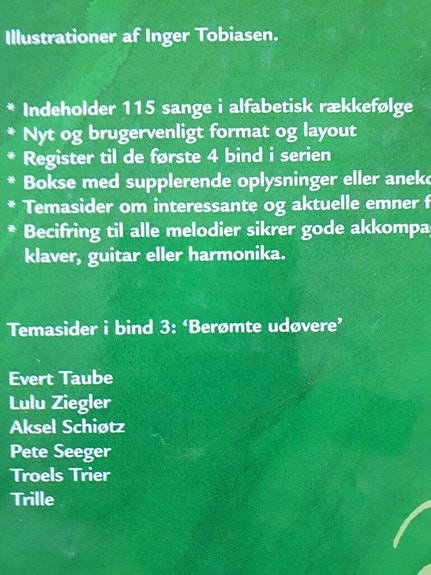 Illustrationer af Inger Tobiasen.
* Indeholder 115 sange i alfabetisk rækkefølge
* Nyt og brugervenligt format og layout
* Register til de første 4 bind i serien
* Bokse med supplerende oplysninger eller anekd
* Temasider om interessante og aktuelle emner f
* Becifring til alle melodier sikrer gode akkompa
klaver, guitar eller harmonika.
Temasider i bind 3: ‘Berømte udøvere’
Evert Taube
Lulu Ziegler
Aksel Schiøtz
Pete Seeger
Troels Trier
Trille